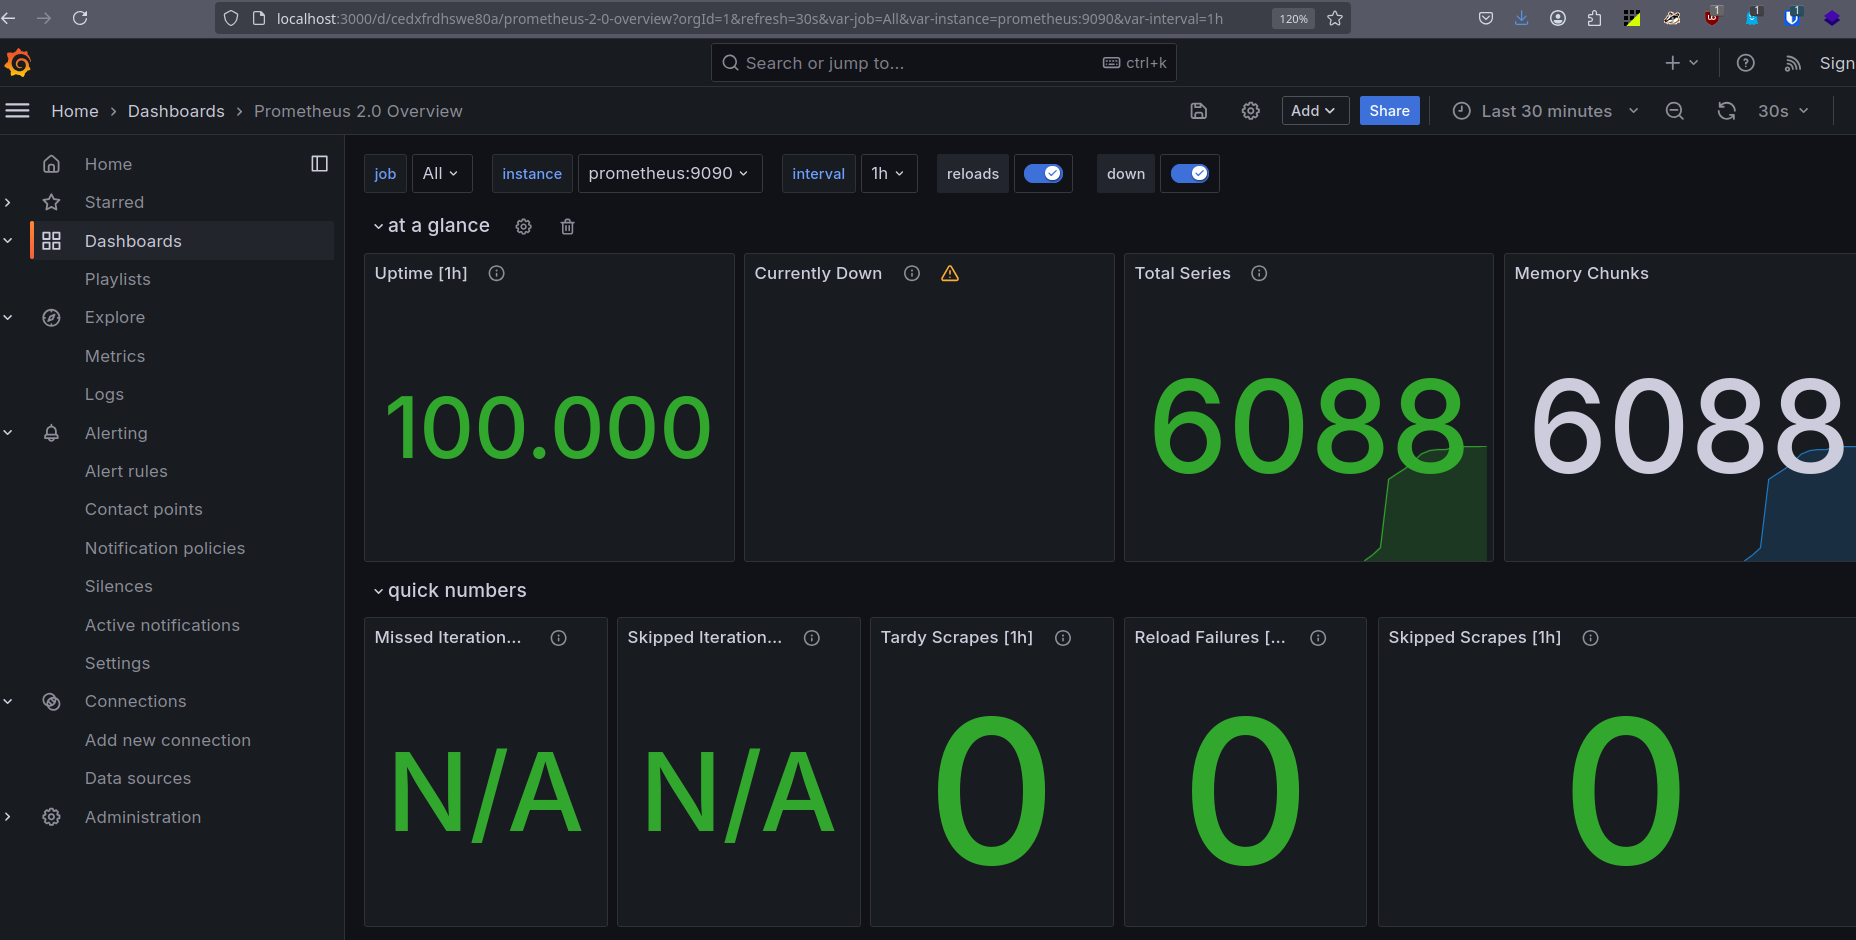 localhost:3000/d/cedxfrdhswe80a/prometheus-2-0-overview?orgId=1&refresh=30s&var-job=All&var-instance=prometheus:9090&var-interval=1h
120%
1
1
1
Search or jump to...
ctrl+k
Sign
Home › Dashboards › Prometheus 2.0 Overview
Add
Share
Last 30 minutes
30s
Home
Starred
Dashboards
Playlists
Explore
Metrics
Logs
Alerting
Alert rules
Contact points
Notification policies
Silences
Active notifications
Settings
Connections
Add new connection
Data sources
Administration
job
All
instance
prometheus:9090
interval
1h
reloads
down
at a glance
Uptime [1h]
100.000
Currently Down
Total Series
6088
Memory Chunks
6088
quick numbers
Missed Iteration...
N/A
Skipped Iteration...
N/A
Tardy Scrapes [1h]
0
Reload Failures [...
0
Skipped Scrapes [1h]
0